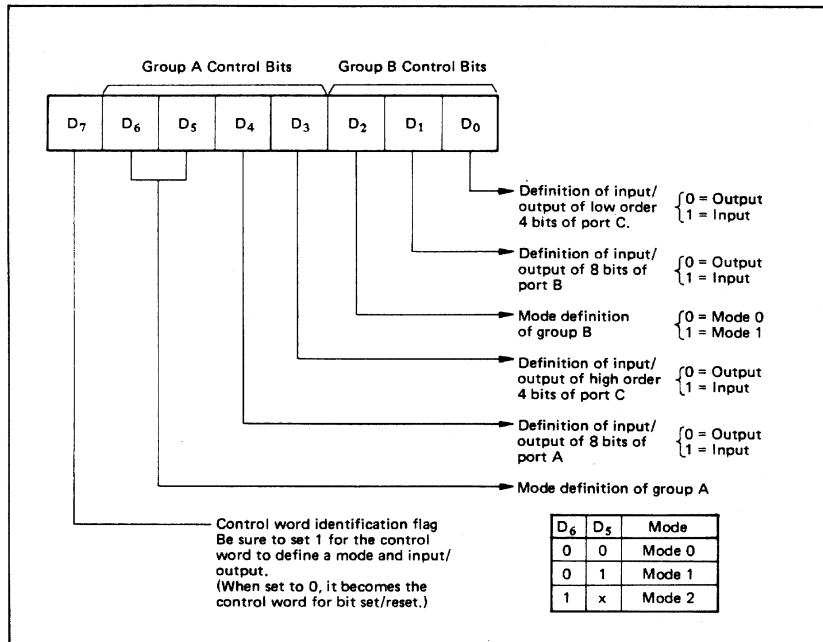 Group A Control Bits Group B Control Bits
D7 D6 D5 D4 D3 D2 D1 D0
Definition of input/
output of low order
4 bits of port C.
0 = Output
1 = Input
Definition of input/
output of 8 bits of
port B
0 = Output
1 = Input
Mode definition
of group B
0 = Mode 0
1 = Mode 1
Definition of input/
output of high order
4 bits of port C
0 = Output
1 = Input
Definition of input/
output of 8 bits of
port A
0 = Output
1 = Input
Mode definition of group A
Control word identification flag
Be sure to set 1 for the control
word to define a mode and input/
output.
(When set to 0, it becomes the
control word for bit set/reset.)
D6 D5 Mode
0 0 Mode 0
0 1 Mode 1
1 x Mode 2